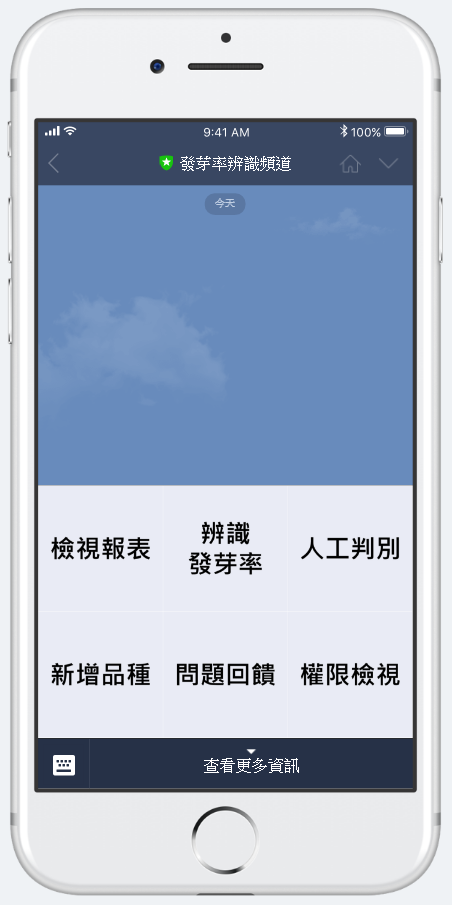 9:41 AM
100%
發芽率辨識頻道
今天
檢視報表
辨識
發芽率
人工判別
新增品種
問題回饋
權限檢視
查看更多資訊